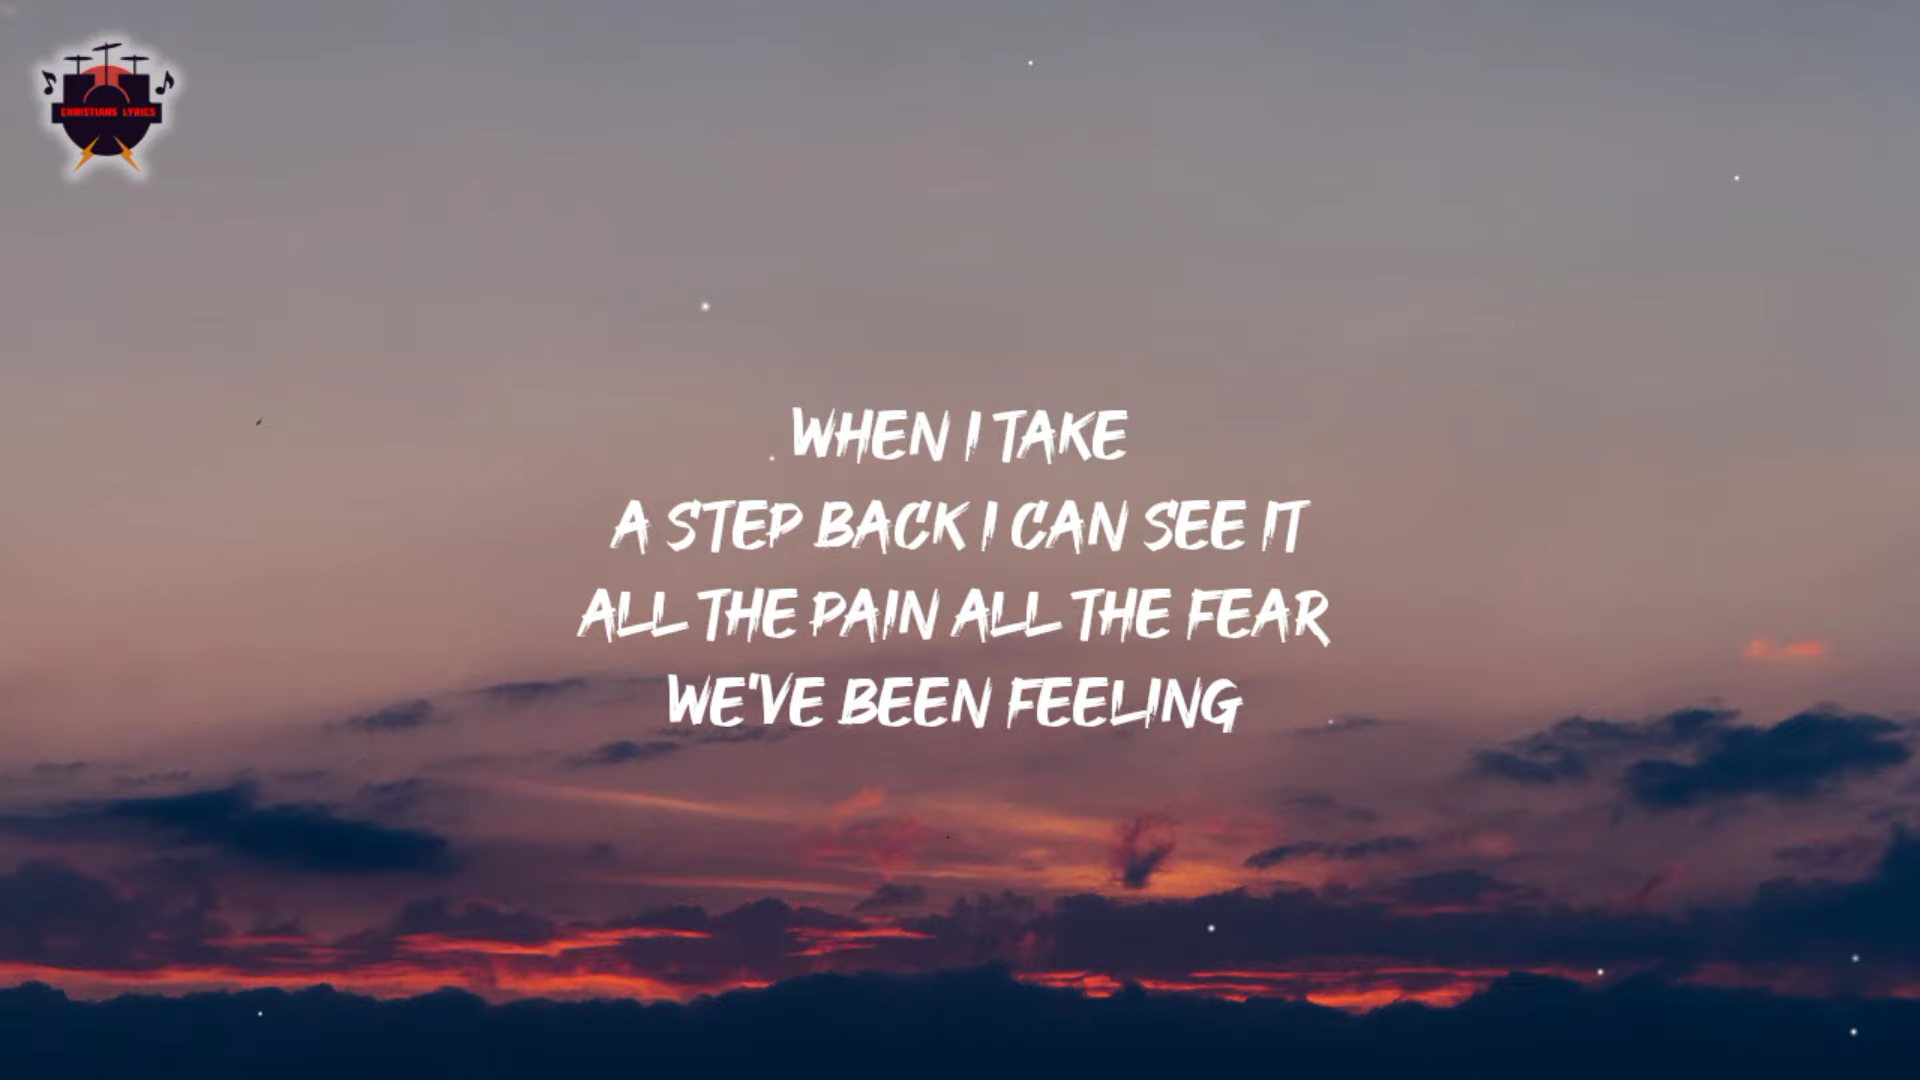 CHRISTIANS LYRICS
WHEN I TAKE
A STEP BACK I CAN SEE IT
ALL THE PAIN ALL THE FEAR
WE'VE BEEN FEELING